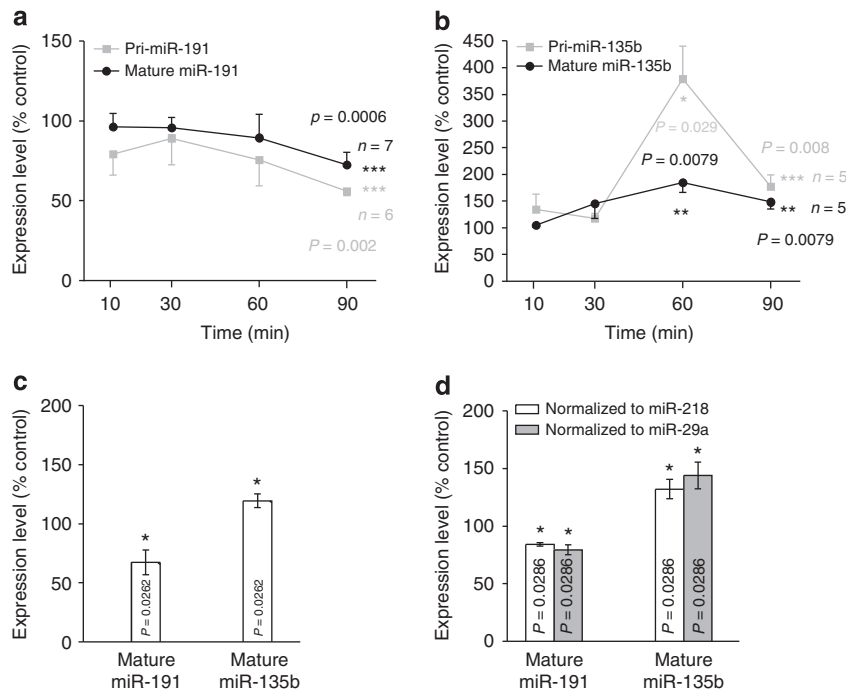 a
150
100
50
0
Expression level (% control)
Pri-miR-191
Mature miR-191
p = 0.0006
n = 7
***
***
n = 6
P = 0.002
10 30 60 90
Time (min)
b
450
400
350
300
250
200
150
100
50
0
Expression level (% control)
Pri-miR-135b
Mature miR-135b
*
P = 0.029
P = 0.008
P = 0.0079
*** n = 5
** n = 5
**
P = 0.0079
10 30 60 90
Time (min)
c
200
150
100
50
0
Expression level (% control)
*
*
P = 0.0262
P = 0.0262
Mature
miR-191
Mature
miR-135b
d
200
150
100
50
0
Expression level (% control)
Normalized to miR-218
Normalized to miR-29a
* *
* *
P = 0.0286
P = 0.0286
P = 0.0286
P = 0.0286
Mature
miR-191
Mature
miR-135b